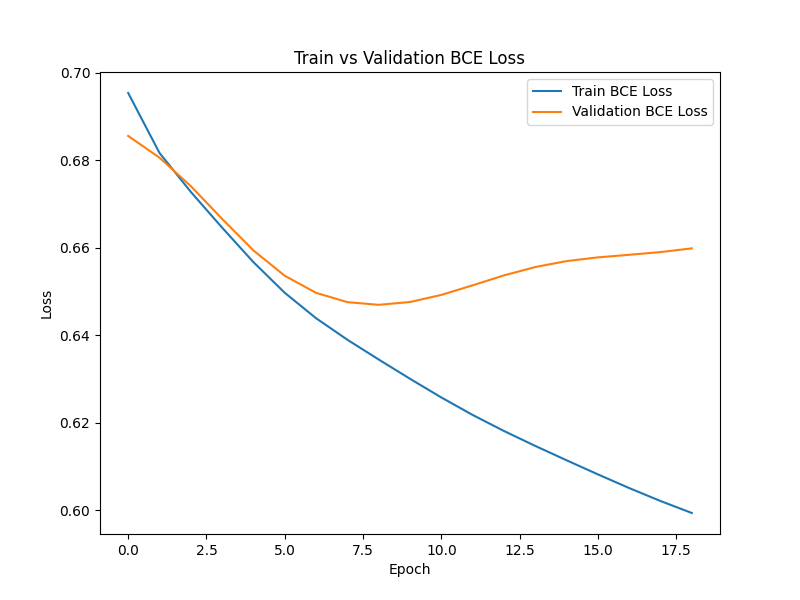 Train vs Validation BCE Loss
Train BCE Loss
Validation BCE Loss
Loss
0.70
0.68
0.66
0.64
0.62
0.60
0.0 2.5 5.0 7.5 10.0 12.5 15.0 17.5
Epoch